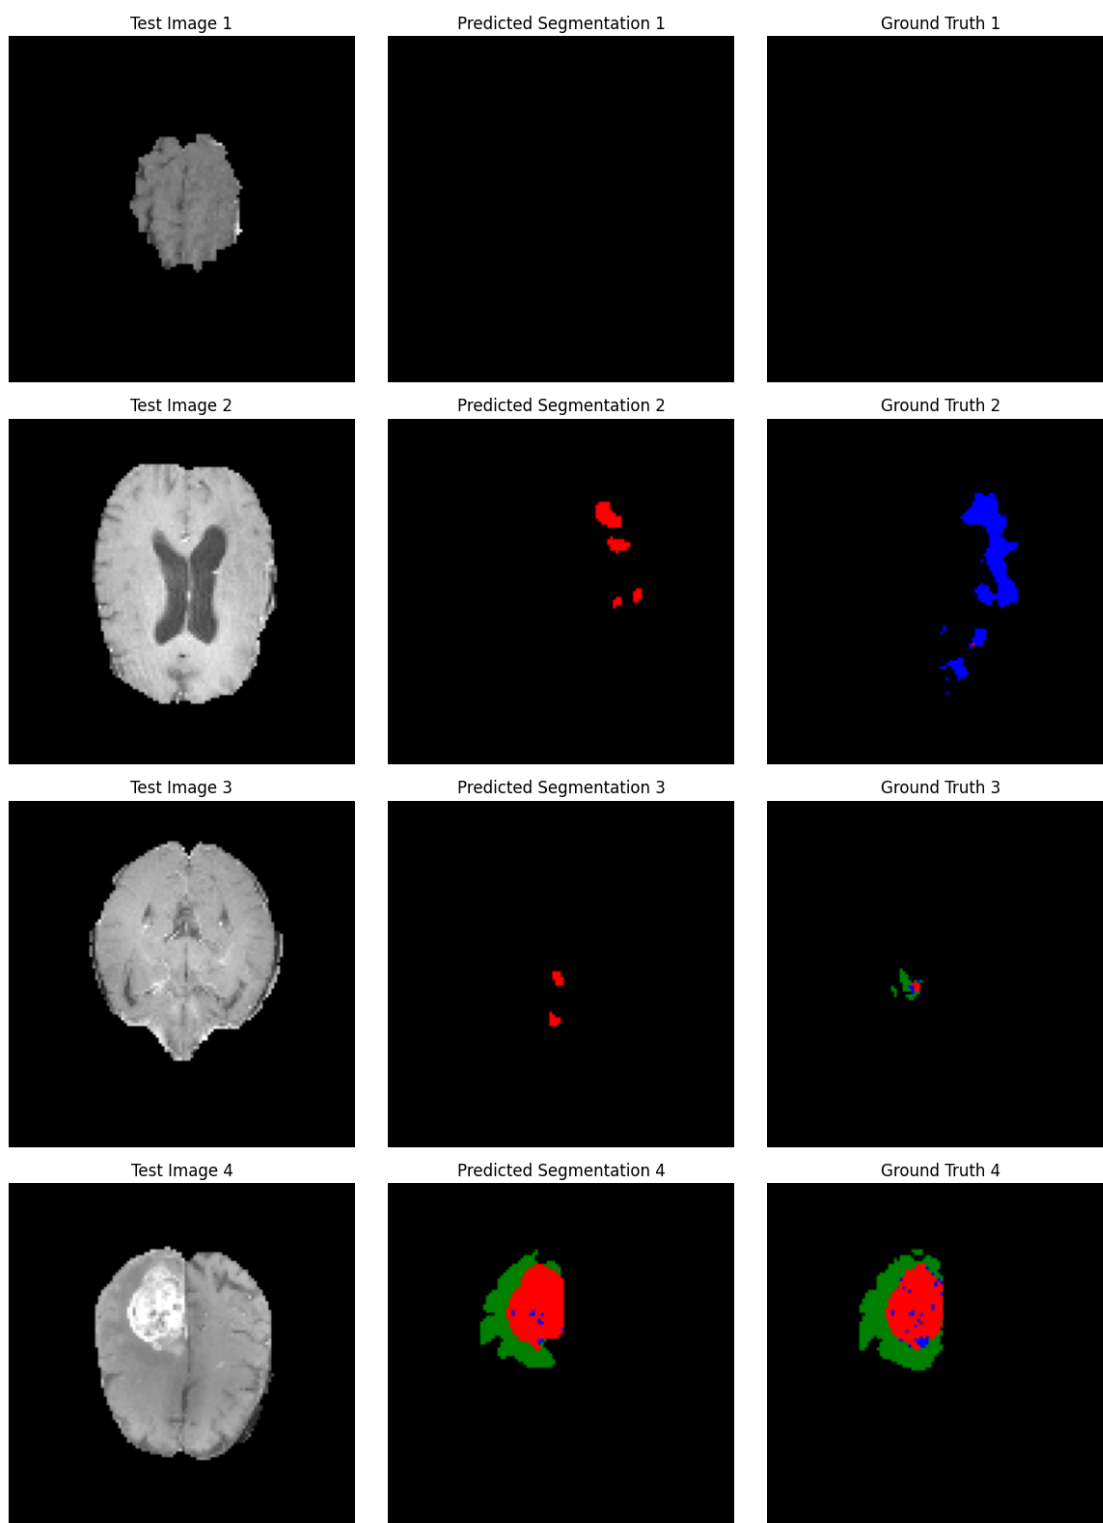 Test Image 1
Predicted Segmentation 1
Ground Truth 1
Test Image 2
Predicted Segmentation 2
Ground Truth 2
Test Image 3
Predicted Segmentation 3
Ground Truth 3
Test Image 4
Predicted Segmentation 4
Ground Truth 4